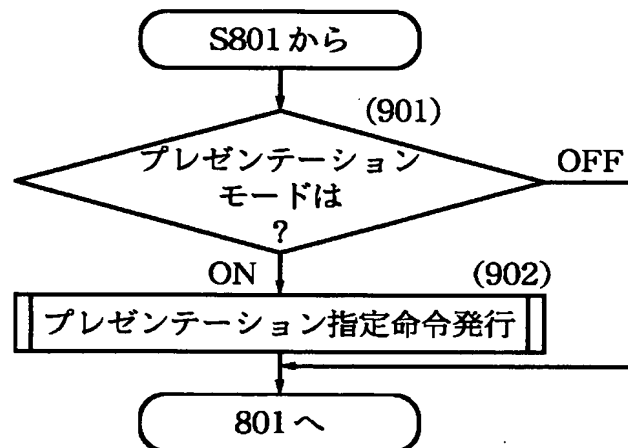 S801から
(901)
プレゼンテーション
モードは
?
OFF
ON
(902)
プレゼンテーション指定命令発行
801へ